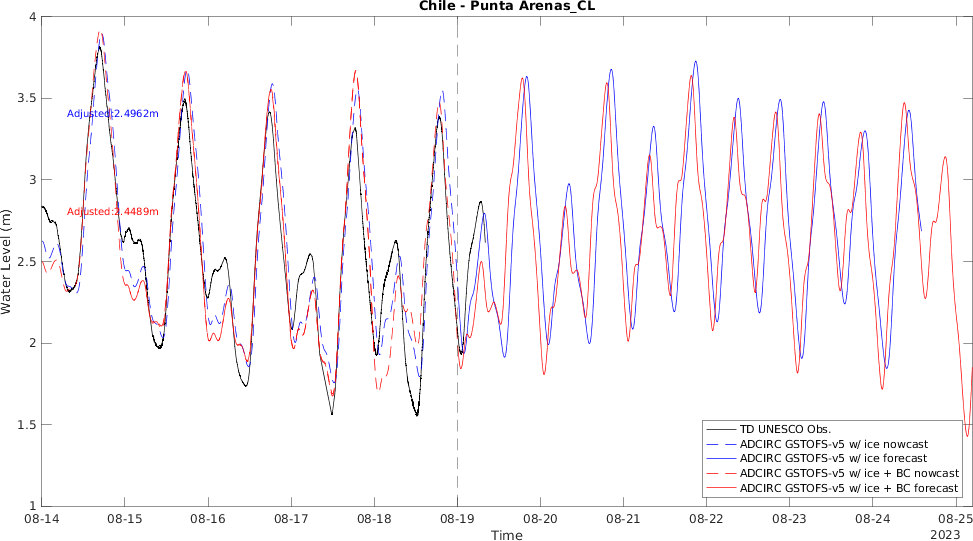 Chile - Punta Arenas_CL
4
3.5
3
2.5
2
1.5
1
Water Level (m)
Adjusted:2.4962m
Adjusted:2.4489m
TD UNESCO Obs.
ADCIRC GSTOFS-v5 w/ ice nowcast
ADCIRC GSTOFS-v5 w/ ice forecast
ADCIRC GSTOFS-v5 w/ ice + BC nowcast
ADCIRC GSTOFS-v5 w/ ice + BC forecast
08-14 08-15 08-16 08-17 08-18 08-19 08-20 08-21 08-22 08-23 08-24 08-25
Time
2023